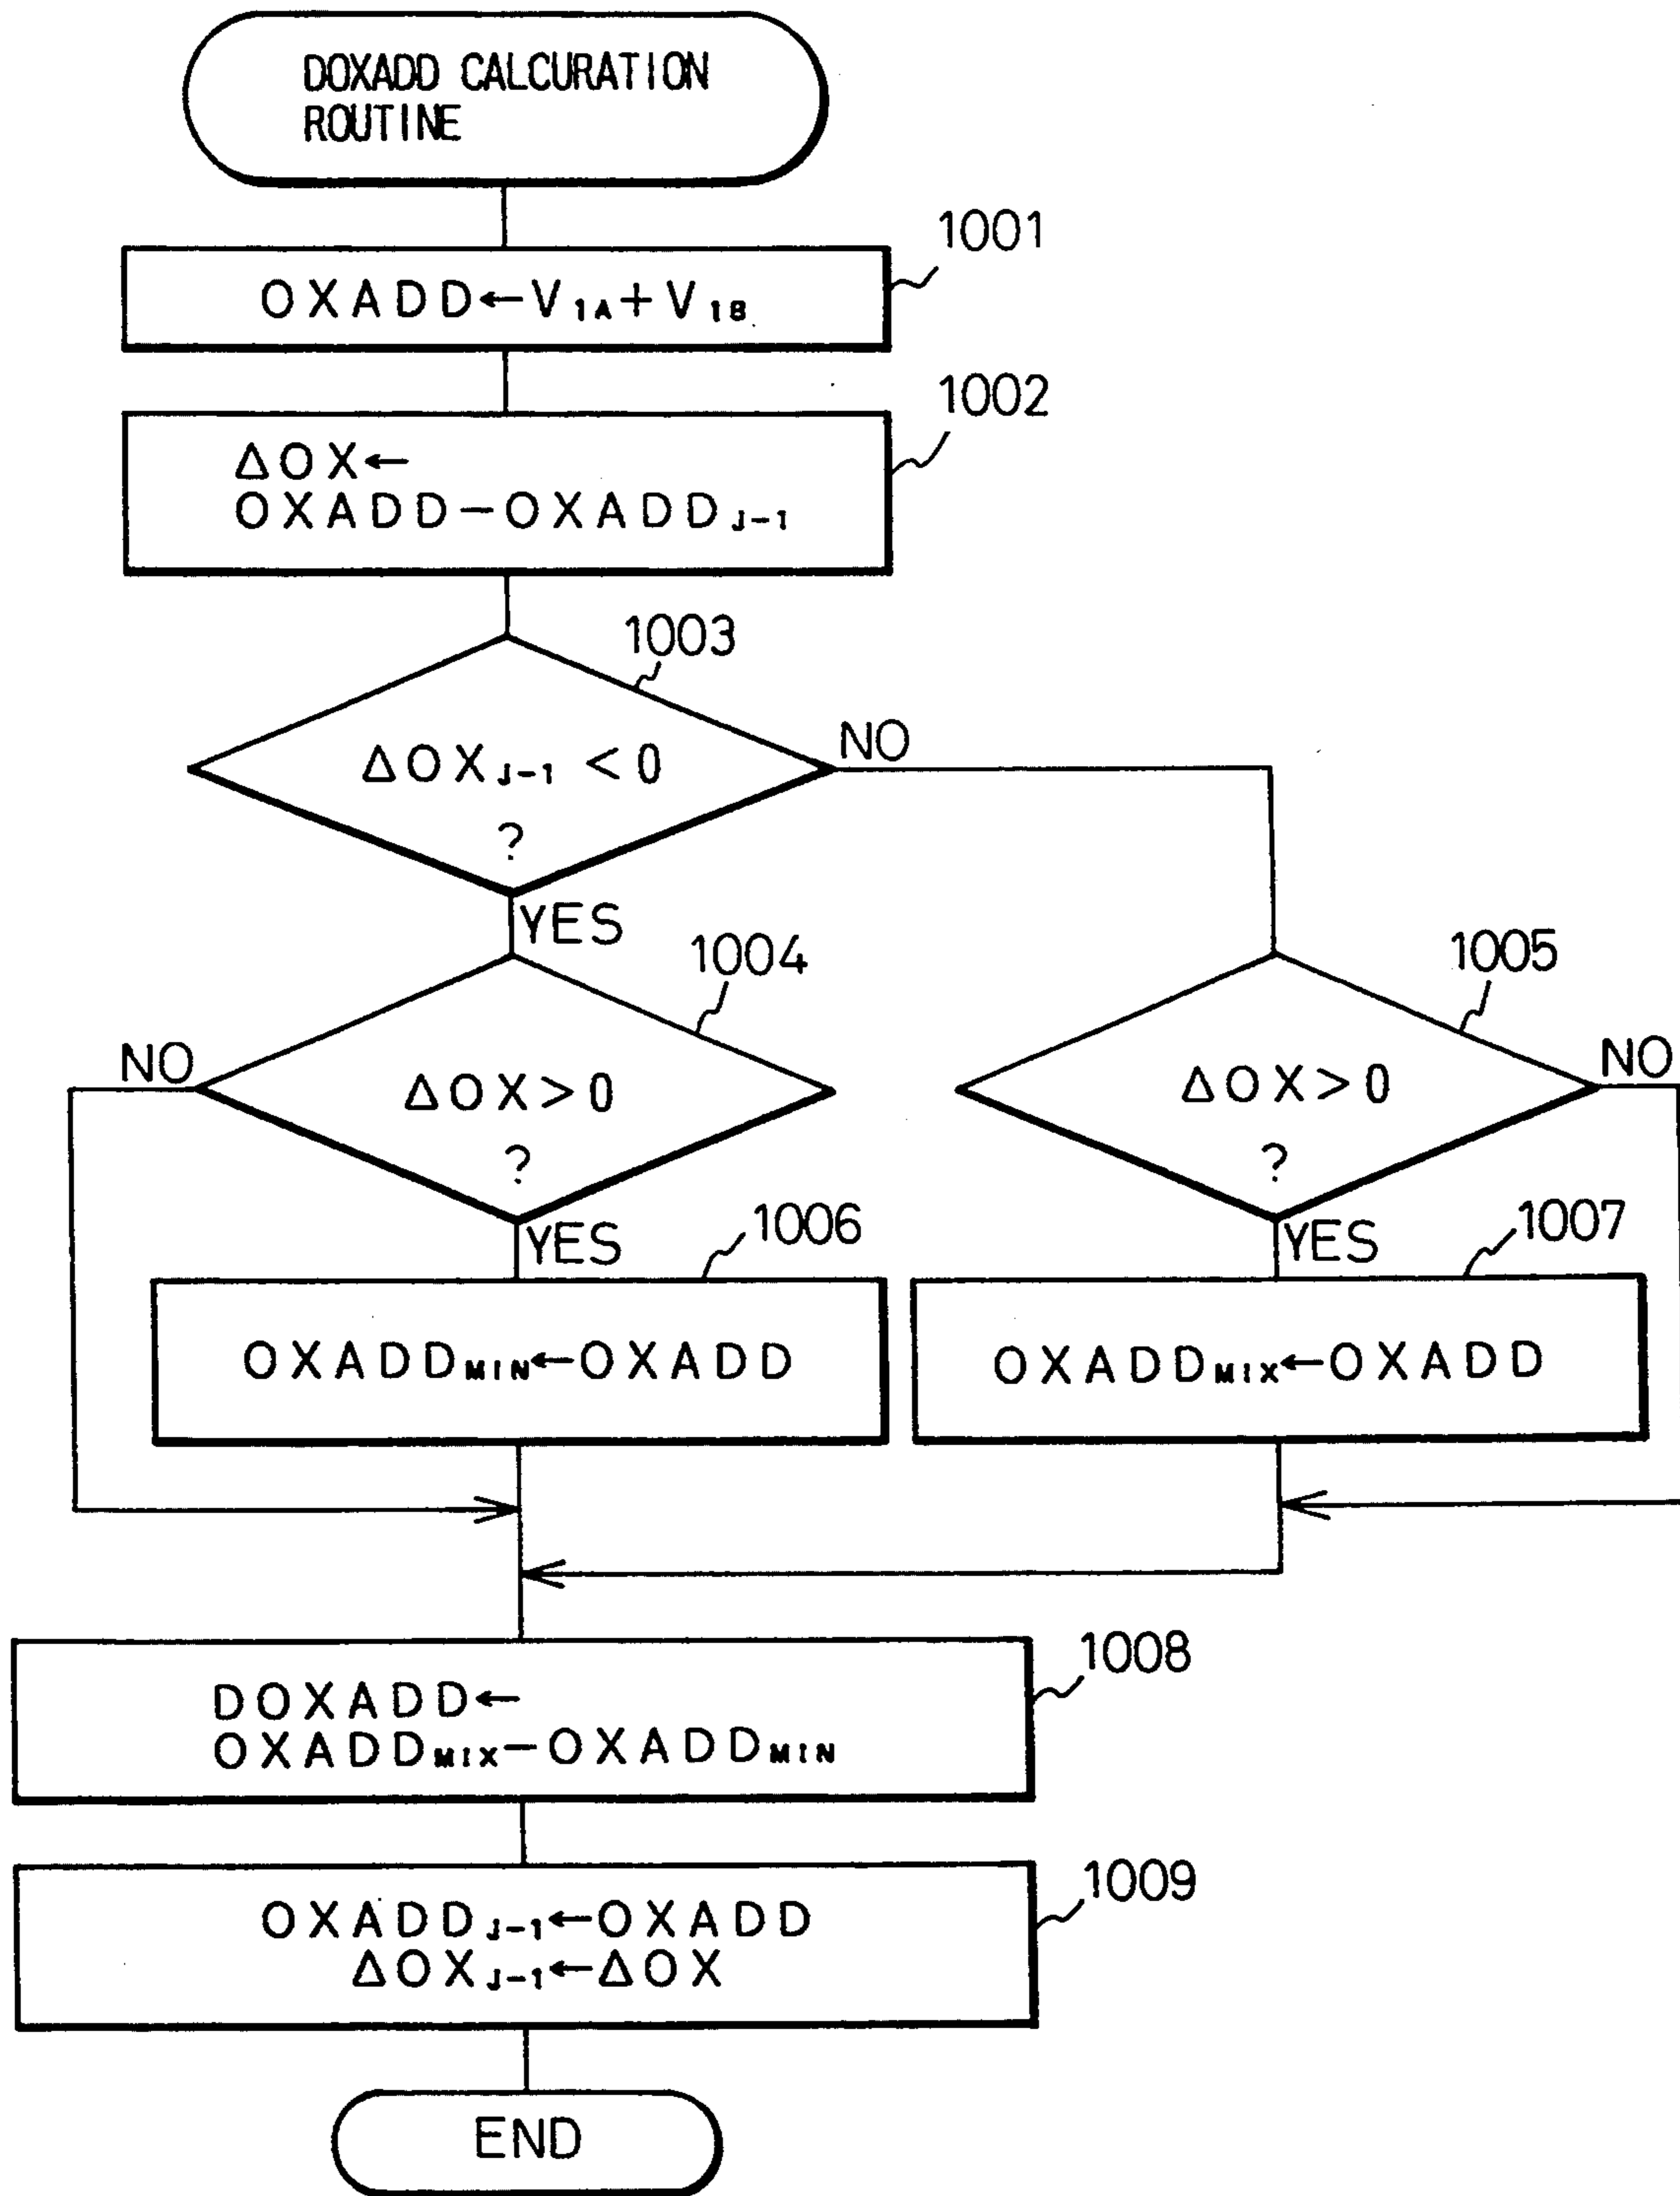 DOXADD CALCURATION
ROUTINE
1001
OXADD←V1A+V1B
1002
ΔOX←
OXADD-OXADDJ-1
1003
ΔOXJ-1<0
?
NO
YES
1004
ΔOX>0
?
NO
YES
1005
ΔOX>0
?
NO
YES
1006
OXADDMIN←OXADD
1007
OXADDMIX←OXADD
1008
DOXADD←
OXADDMIX-OXADDMIN
1009
OXADDJ-1←OXADD
ΔOXJ-1←ΔOX
END